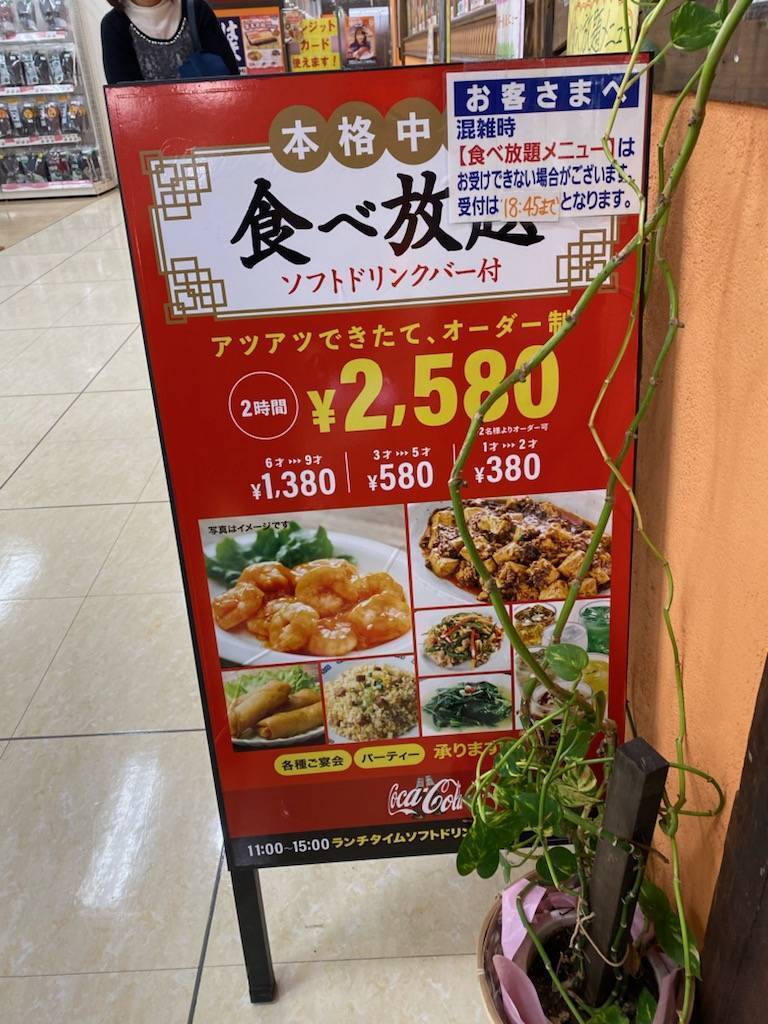 クレジット
カード
使えます!
お客さまへ
混雑時
【食べ放題メニュー】は
お受けできない場合がございます。
受付は18:45までとなります。
本格中
食べ放題
ソフトドリンクバー付
アツアツできたて、オーダー制
2時間
¥2,580
2名様よりオーダー可
6才▸▸▸9才
¥1,380
3才▸▸▸5才
¥580
1才▸▸▸2才
¥380
写真はイメージです
各種ご宴会 パーティー 承ります
Coca-Cola
11:00~15:00 ランチタイムソフトドリン